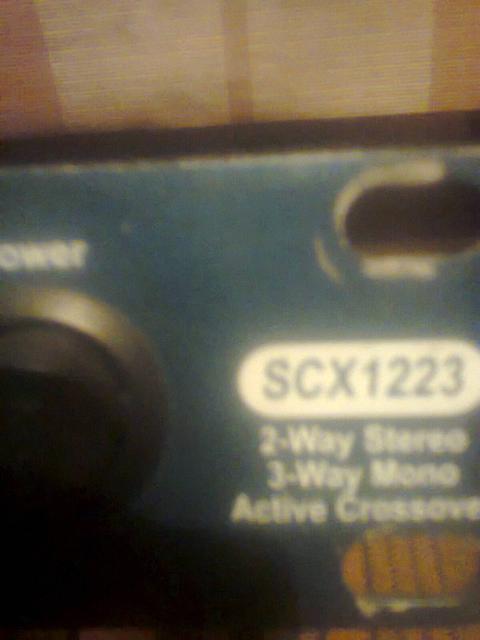 ower
SCX1223
2-Way Stereo
3-Way Mono
Active Crossove